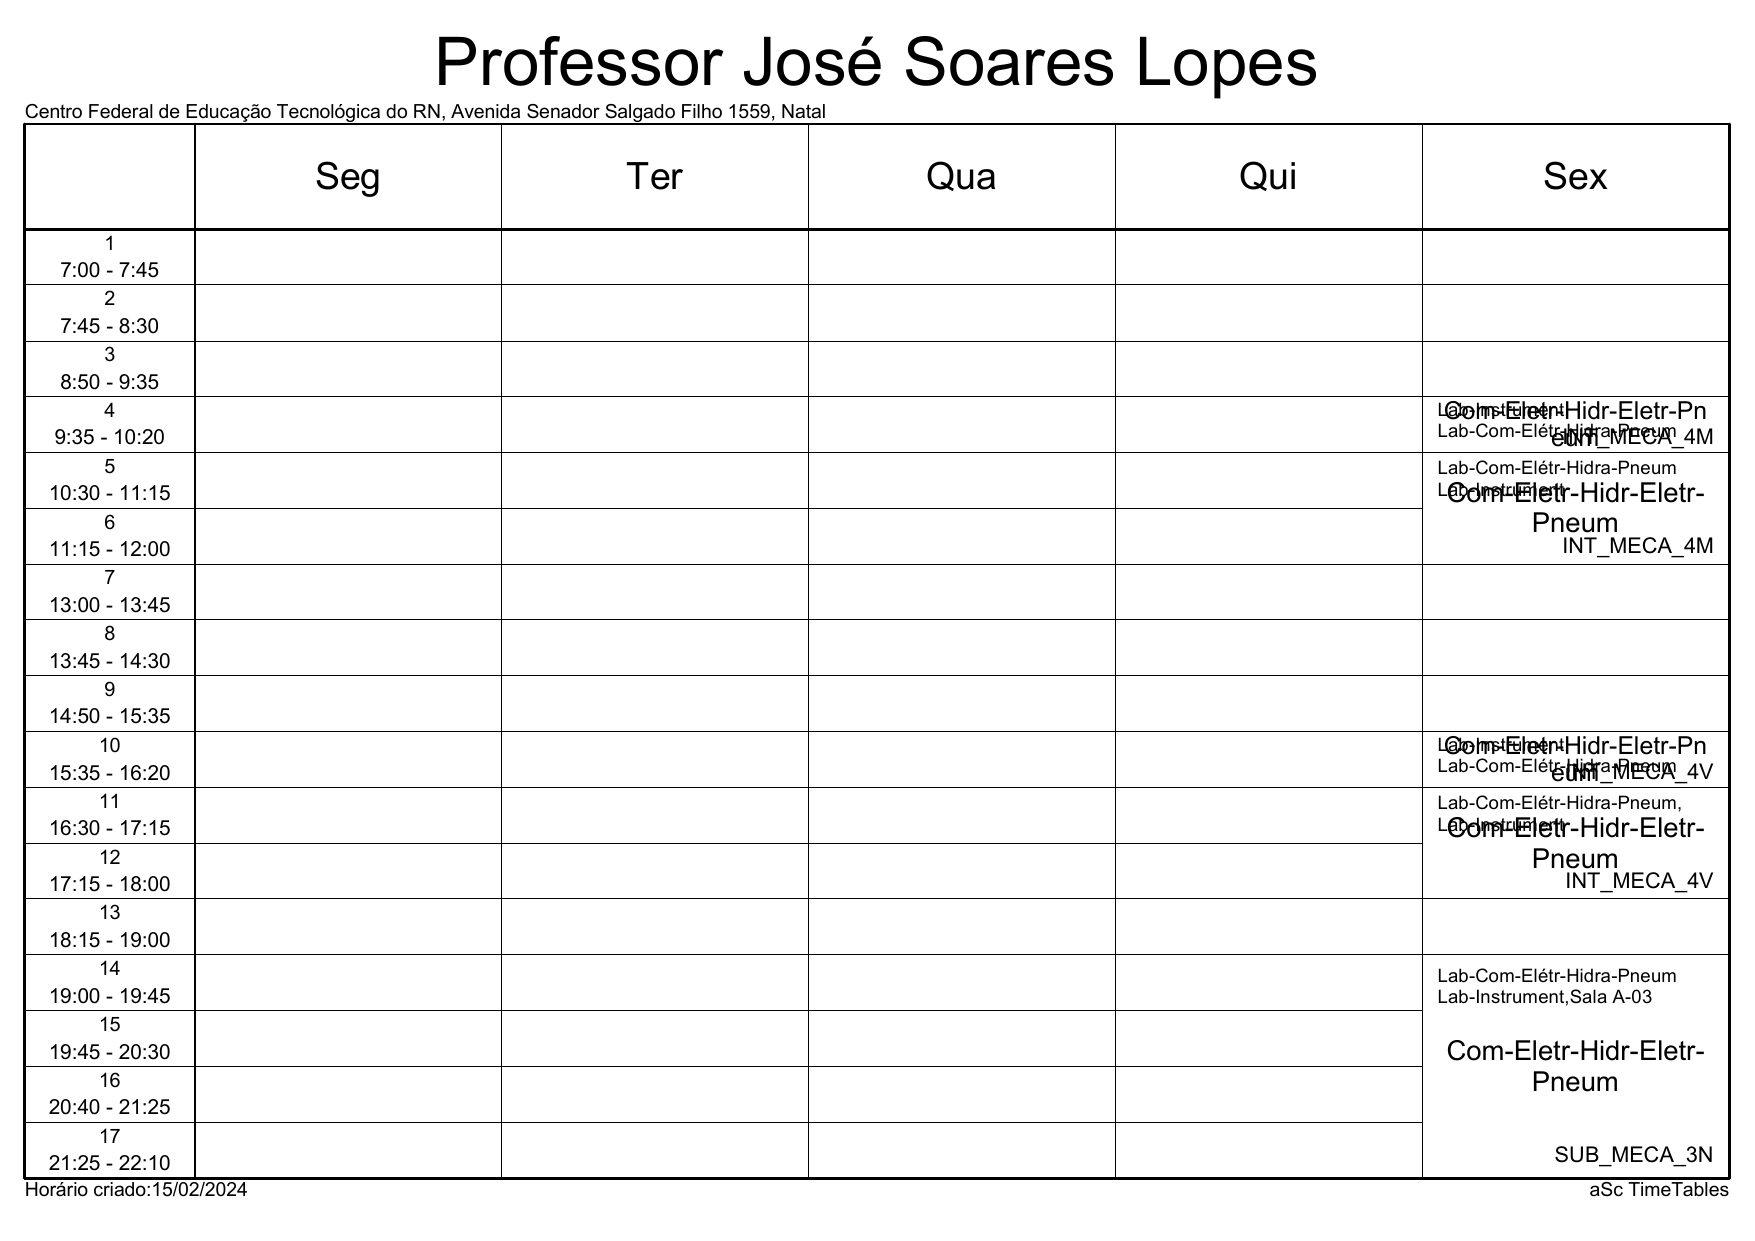 Professor José Soares Lopes
Centro Federal de Educação Tecnológica do RN, Avenida Senador Salgado Filho 1559, Natal
Seg Ter Qua Qui Sex
1
7:00 - 7:45
2
7:45 - 8:30
3
8:50 - 9:35
4
9:35 - 10:20
Lab-Instrument
Lab-Com-Elétr-Hidra-Pneum
Com-Eletr-Hidr-Eletr-Pn
eum
INT_MECA_4M
5
10:30 - 11:15
6
11:15 - 12:00
Lab-Com-Elétr-Hidra-Pneum
Lab-Instrument
Com-Eletr-Hidr-Eletr-
Pneum
INT_MECA_4M
7
13:00 - 13:45
8
13:45 - 14:30
9
14:50 - 15:35
10
15:35 - 16:20
Lab-Instrument
Lab-Com-Elétr-Hidra-Pneum
Com-Eletr-Hidr-Eletr-Pn
eum
INT_MECA_4V
11
16:30 - 17:15
12
17:15 - 18:00
Lab-Com-Elétr-Hidra-Pneum,
Lab-Instrument
Com-Eletr-Hidr-Eletr-
Pneum
INT_MECA_4V
13
18:15 - 19:00
14
19:00 - 19:45
15
19:45 - 20:30
16
20:40 - 21:25
17
21:25 - 22:10
Lab-Com-Elétr-Hidra-Pneum
Lab-Instrument,Sala A-03
Com-Eletr-Hidr-Eletr-
Pneum
SUB_MECA_3N
Horário criado:15/02/2024
aSc TimeTables